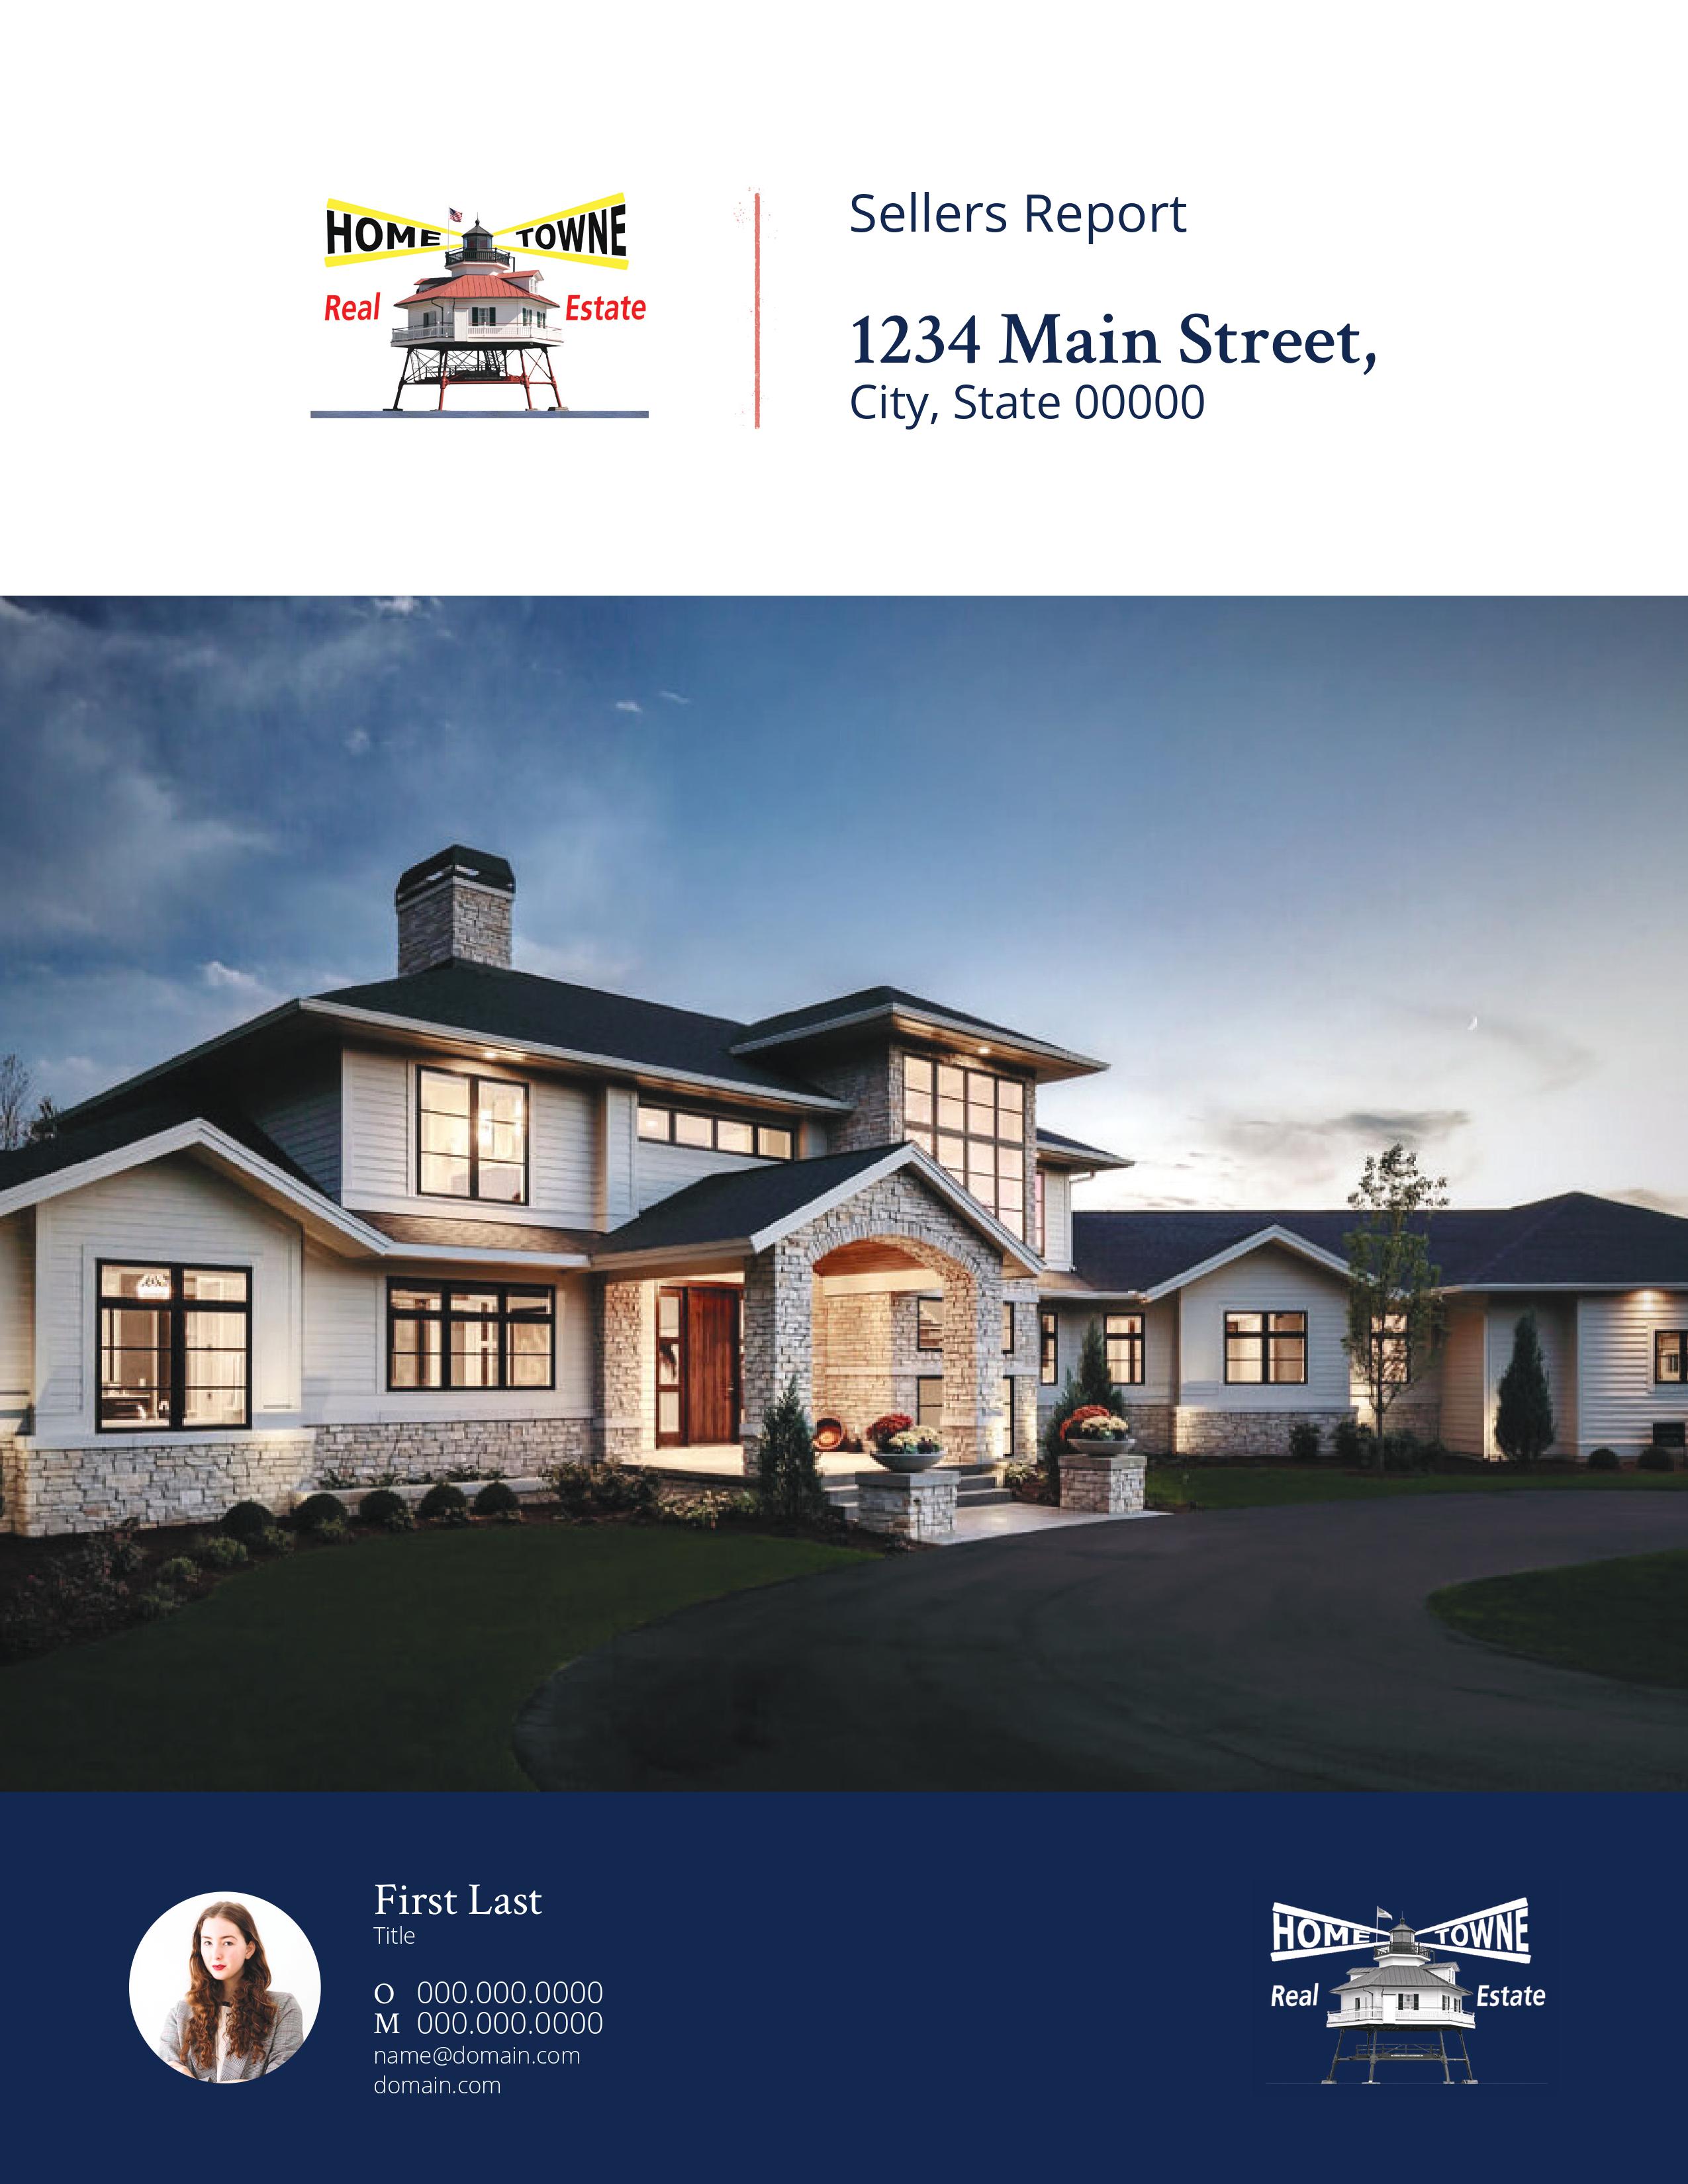 HOME TOWNE
Real Estate
Sellers Report
1234 Main Street,
City, State 00000
First Last
Title
O 000.000.0000
M 000.000.0000
name@domain.com
domain.com
HOME TOWNE
Real Estate